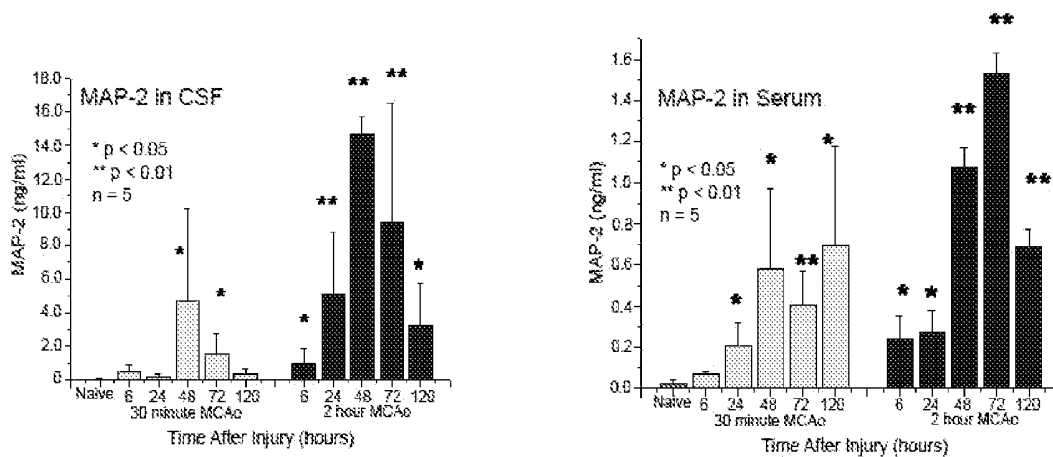 MAP-2 in CSF
* p < 0.05
** p < 0.01
n = 5
MAP-2 (ng/ml)
18.0
16.0
14.0
12.0
10.0
8.0
6.0
4.0
2.0
0
* * * ** ** ** *
Naïve 6 24 48 72 120 6 24 48 72 120
30 minute MCAo 2 hour MCAo
Time After Injury (hours)
MAP-2 in Serum
* p < 0.05
** p < 0.01
n = 5
MAP-2 (ng/ml)
1.6
1.4
1.2
1.0
0.8
0.6
0.4
0.2
0.0
* * ** * * * ** ** **
Naïve 6 24 48 72 120 6 24 48 72 120
30 minute MCAo 2 hour MCAo
Time After Injury (hours)